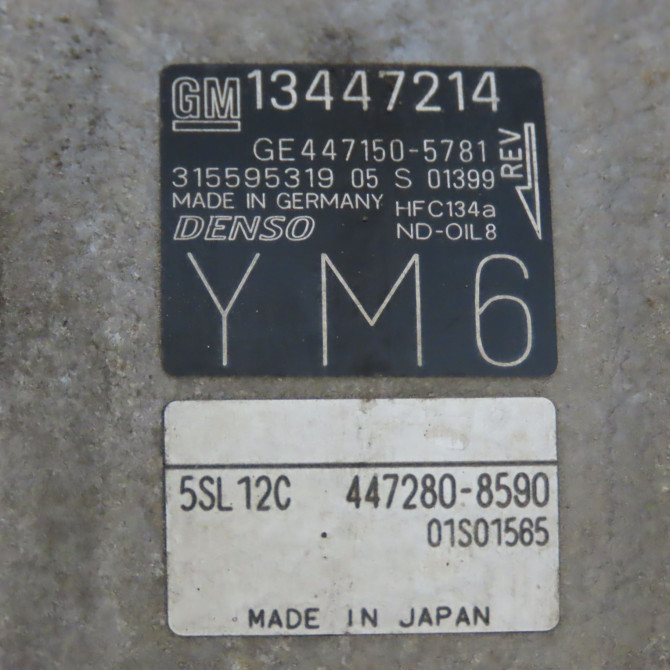 GM 13447214
GE447150-5781
315595319 05 S 01399
MADE IN GERMANY HFC134a
DENSO ND-OIL8
REV
YM6
5SL12C 447280-8590
01S01565
MADE IN JAPAN